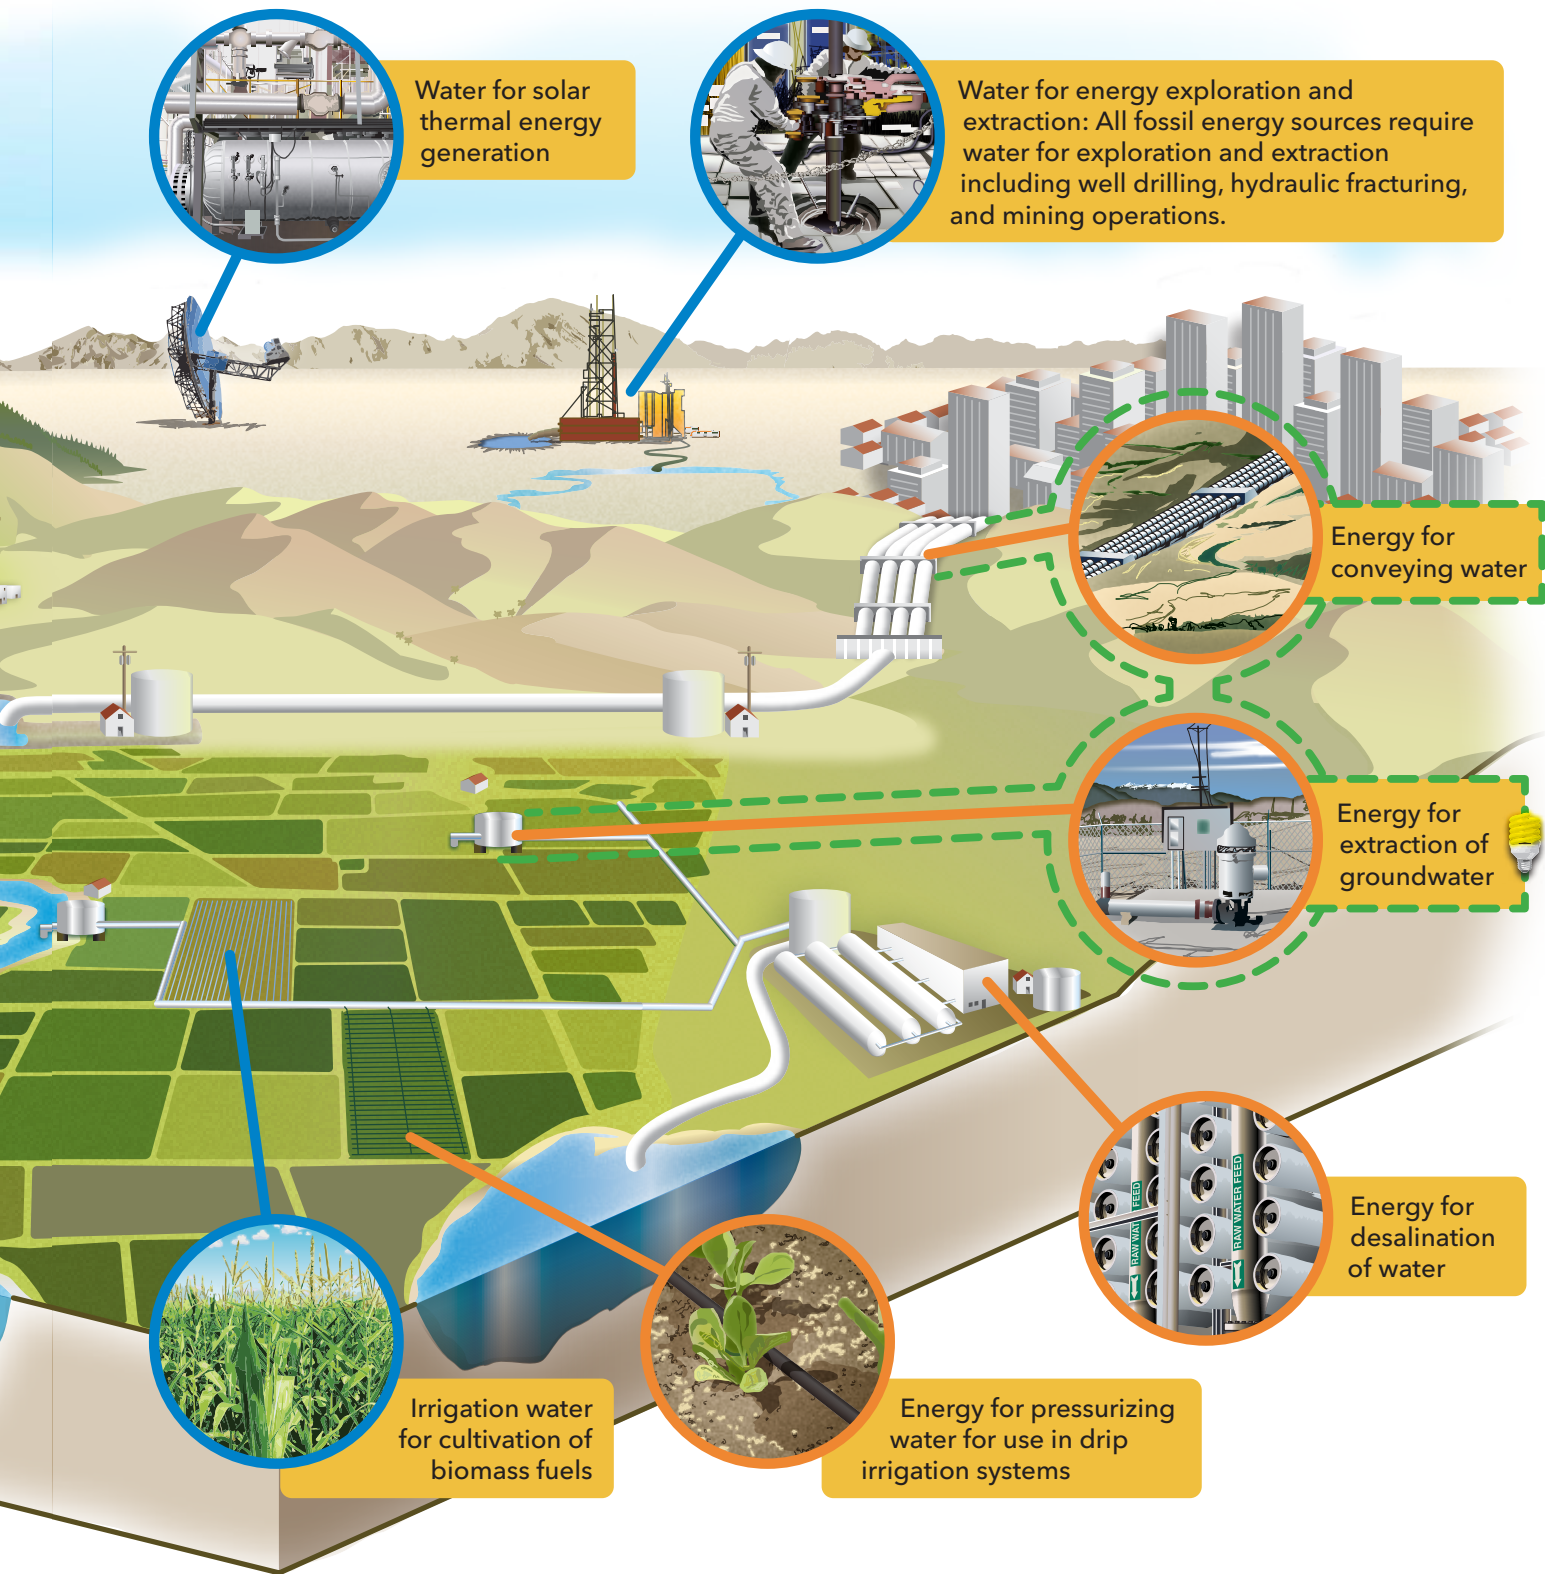 Water for solar
thermal energy
generation
Water for energy exploration and
extraction: All fossil energy sources require
water for exploration and extraction
including well drilling, hydraulic fracturing,
and mining operations.
Energy for
conveying water
Energy for
extraction of
groundwater
RAW WATER FEED
RAW WATER FEED
Energy for
desalination
of water
Irrigation water
for cultivation of
biomass fuels
Energy for pressurizing
water for use in drip
irrigation systems